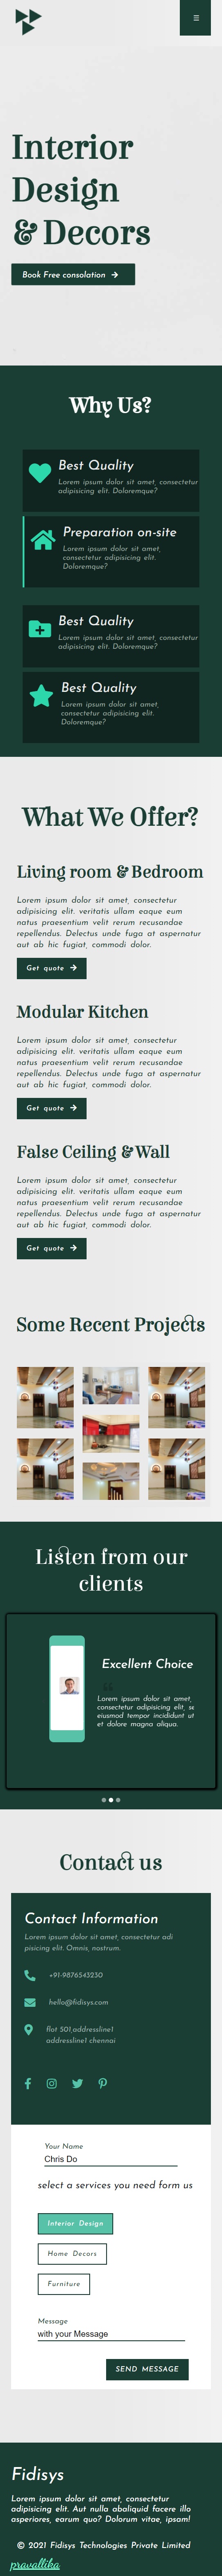 Interior
Design
& Decors
Book Free consolation
Why Us?
Best Quality
Lorem ipsum dolor sit amet, consectetur
adipisicing elit. Doloremque?
Preparation on-site
Lorem ipsum dolor sit amet,
consectetur adipisicing elit.
Doloremque?
Best Quality
Lorem ipsum dolor sit amet, consectetur
adipisicing elit. Doloremque?
Best Quality
Lorem ipsum dolor sit amet,
consectetur adipisicing elit.
Doloremque?
What We Offer?
Living room & Bedroom
Lorem ipsum dolor sit amet, consectetur
adipisicing elit. veritatis ullam eaque eum
natus praesentium velit rerum recusandae
repellendus. Delectus unde fuga at aspernatur
aut ab hic fugiat, commodi dolor.
Get quote
Modular Kitchen
Lorem ipsum dolor sit amet, consectetur
adipisicing elit. veritatis ullam eaque eum
natus praesentium velit rerum recusandae
repellendus. Delectus unde fuga at aspernatur
aut ab hic fugiat, commodi dolor.
Get quote
False Ceiling & Wall
Lorem ipsum dolor sit amet, consectetur
adipisicing elit. veritatis ullam eaque eum
natus praesentium velit rerum recusandae
repellendus. Delectus unde fuga at aspernatur
aut ab hic fugiat, commodi dolor.
Get quote
Some Recent Projects
Listen from our
clients
Excellent Choice
Lorem ipsum dolor sit amet,
consectetur adipisicing elit, se
eiusmod tempor incididunt ut
et dolore magna aliqua.
Contact us
Contact Information
Lorem ipsum dolor sit amet, consectetur adi
pisicing elit. Omnis, nostrum.
+91-9876543230
hello@fidisys.com
flat 501,addressline1
addressline1 chennai
Your Name
Chris Do
select a services you need form us
Interior Design
Home Decors
Furniture
Message
with your Message
SEND MESSAGE
Fidisys
Lorem ipsum dolor sit amet, consectetur
adipisicing elit. Aut nulla obaliquid facere illo
asperiores, earum quo? Dolorum vitae, ipsam!
© 2021 Fidisys Technologies Private Limited
pravallika